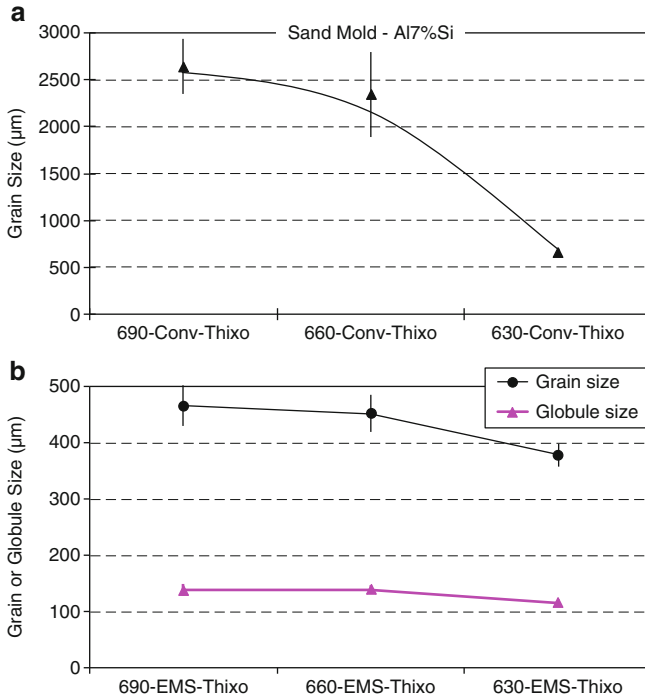 a
Sand Mold - Al7%Si
3000
2500
2000
1500
1000
500
0
Grain Size (μm)
690-Conv-Thixo 660-Conv-Thixo 630-Conv-Thixo
b
Grain size
Globule size
500
400
300
200
100
0
Grain or Globule Size (μm)
690-EMS-Thixo 660-EMS-Thixo 630-EMS-Thixo